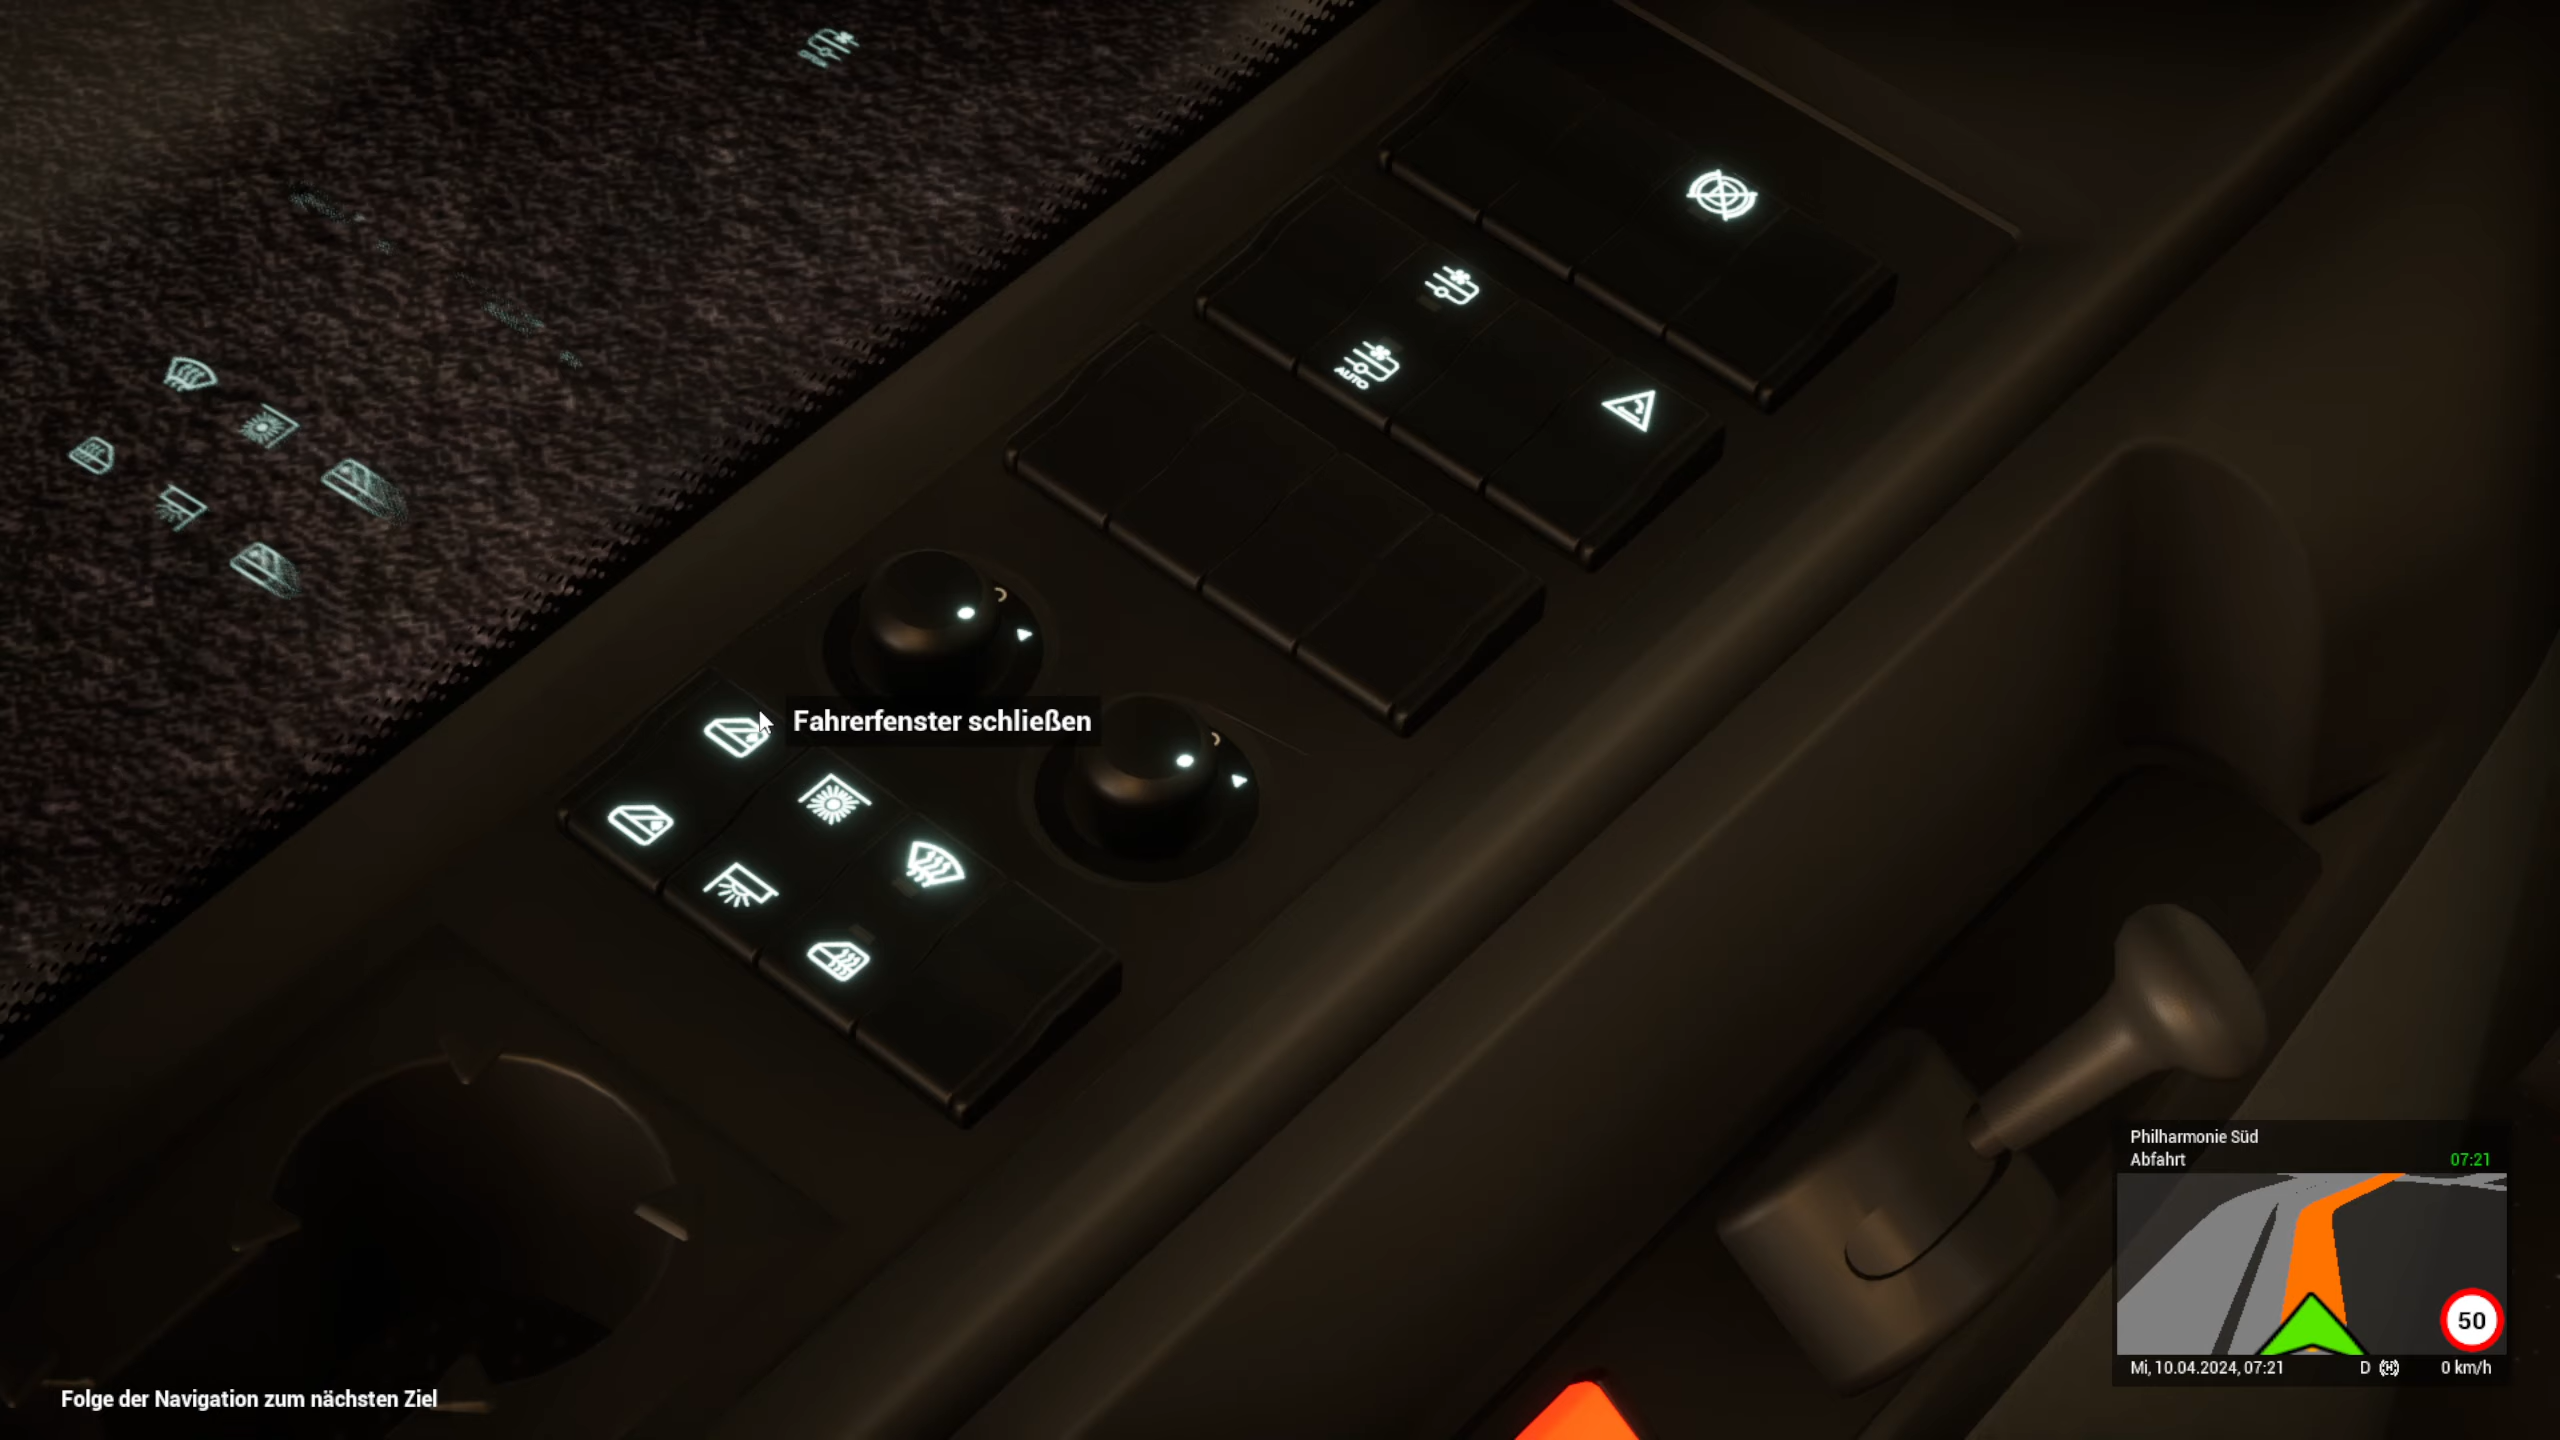 AUTO
Fahrerfenster schließen
Philharmonie Süd
Abfahrt 07:21
50
Mi, 10.04.2024, 07:21 D (H) 0 km/h
Folge der Navigation zum nächsten Ziel